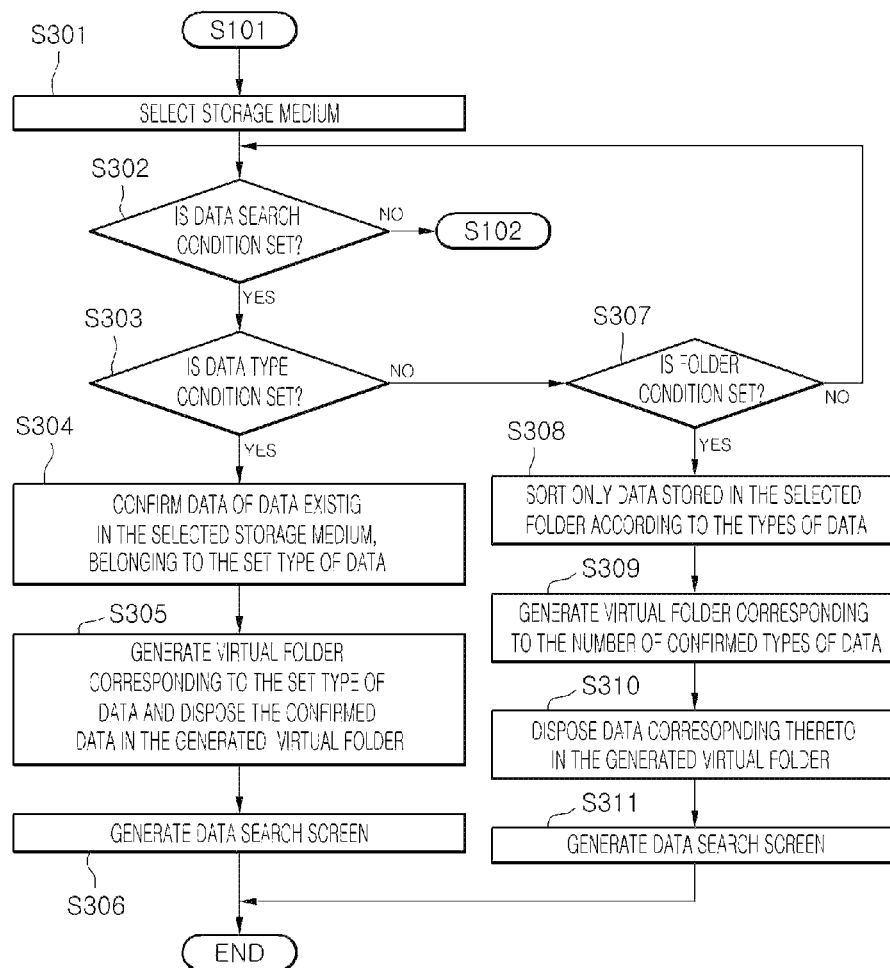 S101
S301
SELECT STORAGE MEDIUM
S302
IS DATA SEARCH
CONDITION SET?
NO
S102
YES
S303
IS DATA TYPE
CONDITION SET?
NO
S307
IS FOLDER
CONDITION SET?
NO
YES
YES
S304
CONFIRM DATA OF DATA EXISTIG
IN THE SELECTED STORAGE MEDIUM,
BELONGING TO THE SET TYPE OF DATA
S308
SORT ONLY DATA STORED IN THE SELECTED
FOLDER ACCORDING TO THE TYPES OF DATA
S309
GENERATE VIRTUAL FOLDER CORRESPONDING
TO THE NUMBER OF CONFIRMED TYPES OF DATA
S305
GENERATE VIRTUAL FOLDER
CORRESPONDING TO THE SET TYPE OF
DATA AND DISPOSE THE CONFIRMED
DATA IN THE GENERATED VIRTUAL FOLDER
S310
DISPOSE DATA CORRESOPNDING THERETO
IN THE GENERATED VIRTUAL FOLDER
S311
GENERATE DATA SEARCH SCREEN
GENERATE DATA SEARCH SCREEN
S306
END